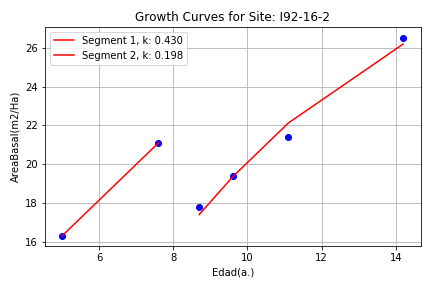 Growth Curves for Site: I92-16-2
Segment 1, k: 0.430
Segment 2, k: 0.198
AreaBasal(m2/Ha)
26
24
22
20
18
16
6
8
10
12
14
Edad(a.)